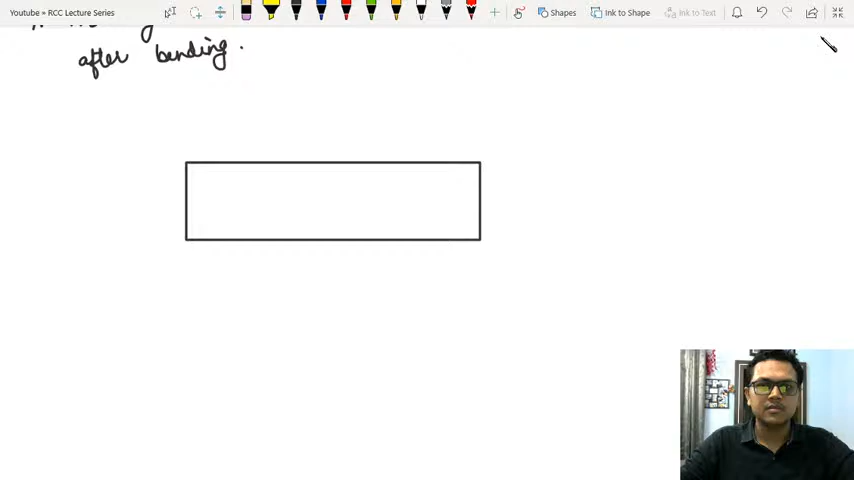 Youtube » RCC Lecture Series
Shapes
Ink to Shape
Ink to Text
after bending.